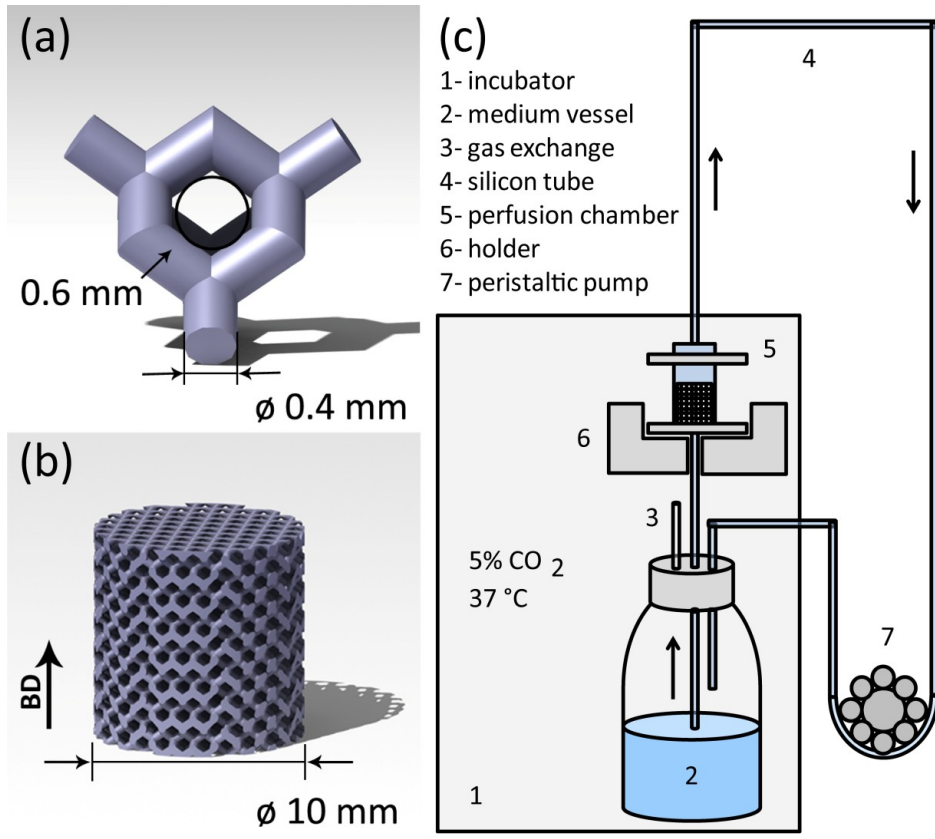 (a)
0.6 mm
ø 0.4 mm
(b)
BD
ø 10 mm
(c)
1- incubator
2- medium vessel
3- gas exchange
4- silicon tube
5- perfusion chamber
6- holder
7- peristaltic pump
4
5
6
3
5% CO 2
37 °C
7
2
1